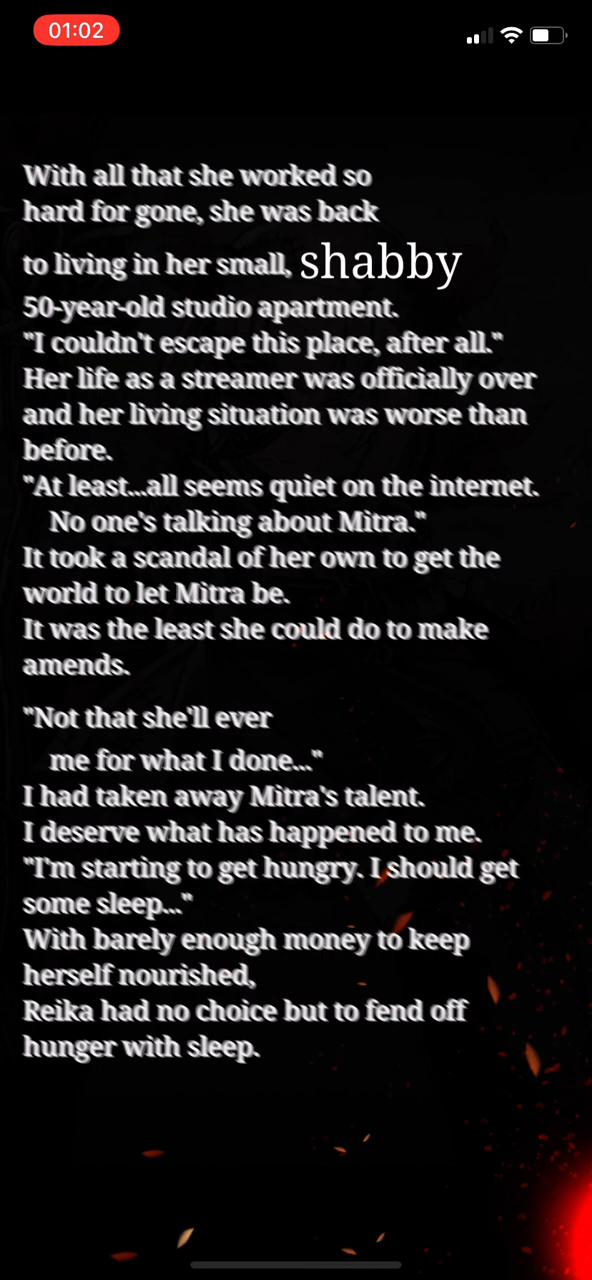 01:02
With all that she worked so
hard for gone, she was back
to living in her small, shabby
50-year-old studio apartment.
"I couldn't escape this place, after all."
Her life as a streamer was officially over
and her living situation was worse than
before.
"At least...all seems quiet on the internet.
No one's talking about Mitra."
It took a scandal of her own to get the
world to let Mitra be.
It was the least she could do to make
amends.
"Not that she'll ever
me for what I done..."
I had taken away Mitra's talent.
I deserve what has happened to me.
"I'm starting to get hungry. I should get
some sleep..."
With barely enough money to keep
herself nourished,
Reika had no choice but to fend off
hunger with sleep.